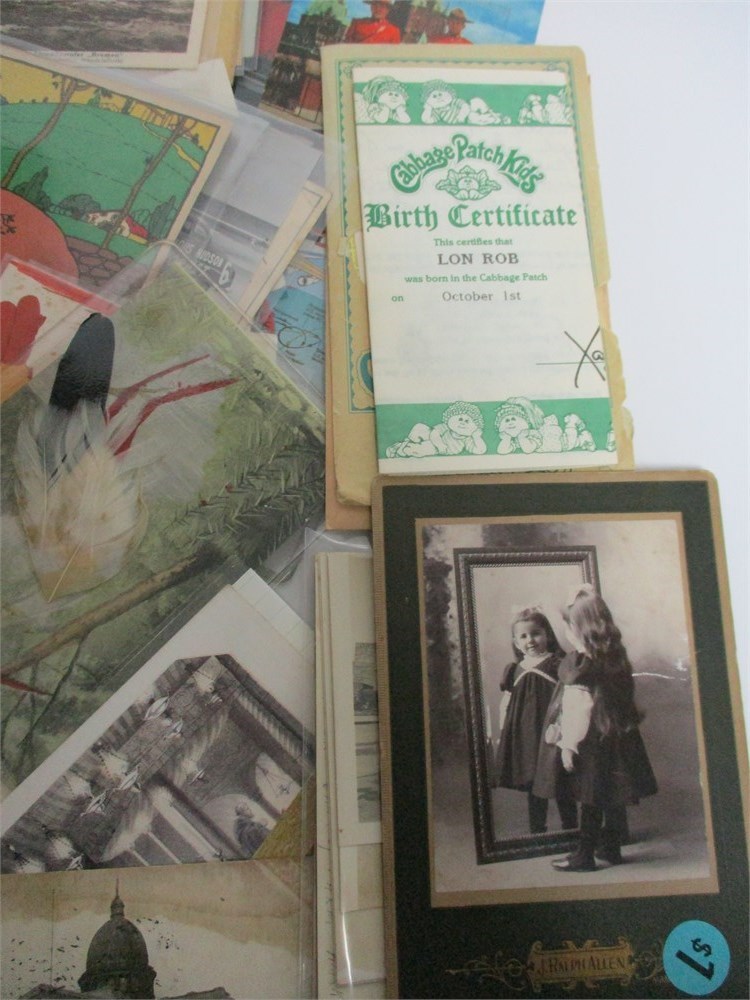 Cabbage Patch Kids
Birth Certificate
This certifies that
LON ROB
was born in the Cabbage Patch
on October 1st
J. RALPH ALLEN
$1